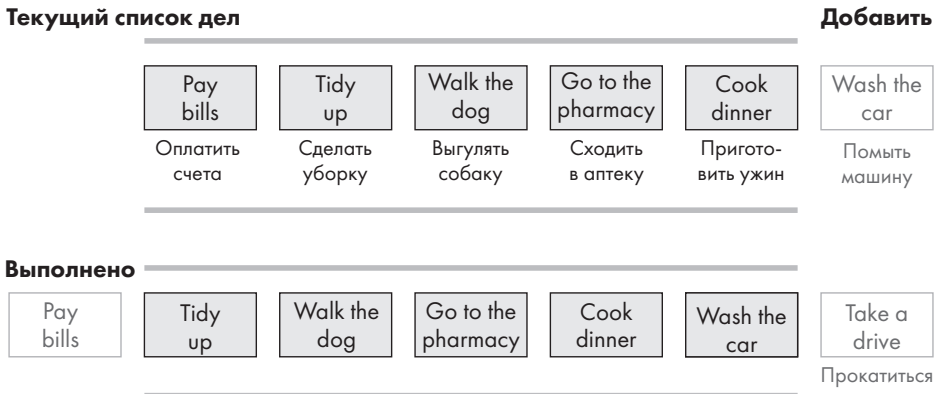 Текущий список дел
Добавить
Pay
bills
Tidy
up
Walk the
dog
Go to the
pharmacy
Cook
dinner
Wash the
car
Оплатить
счета
Сделать
уборку
Выгулять
собаку
Сходить
в аптеку
Пригото-
вить ужин
Помыть
машину
Выполнено
Pay
bills
Tidy
up
Walk the
dog
Go to the
pharmacy
Cook
dinner
Wash the
car
Take a
drive
Прокатиться